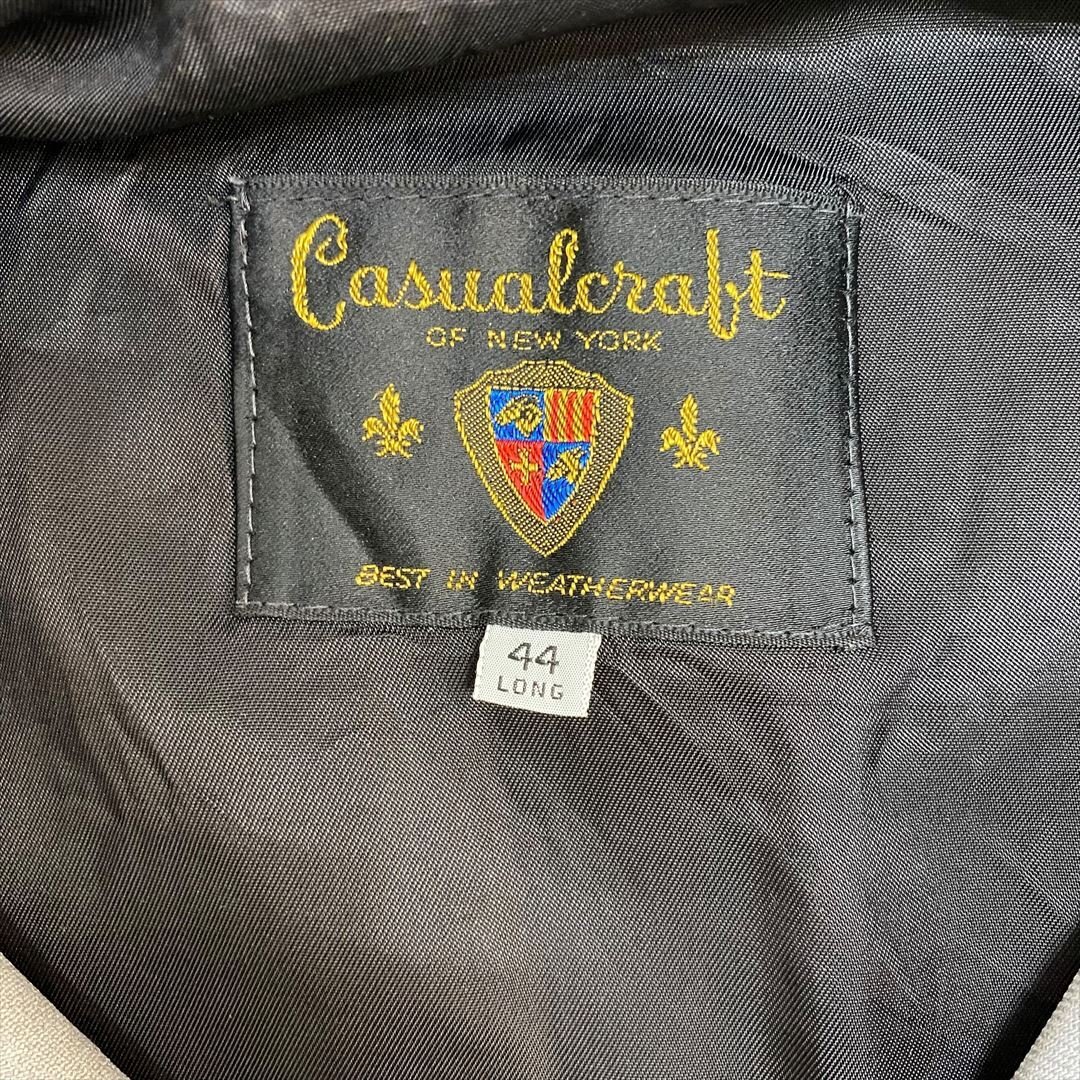 Casualcraft
OF NEW YORK
BEST IN WEATHERWEAR
44
LONG